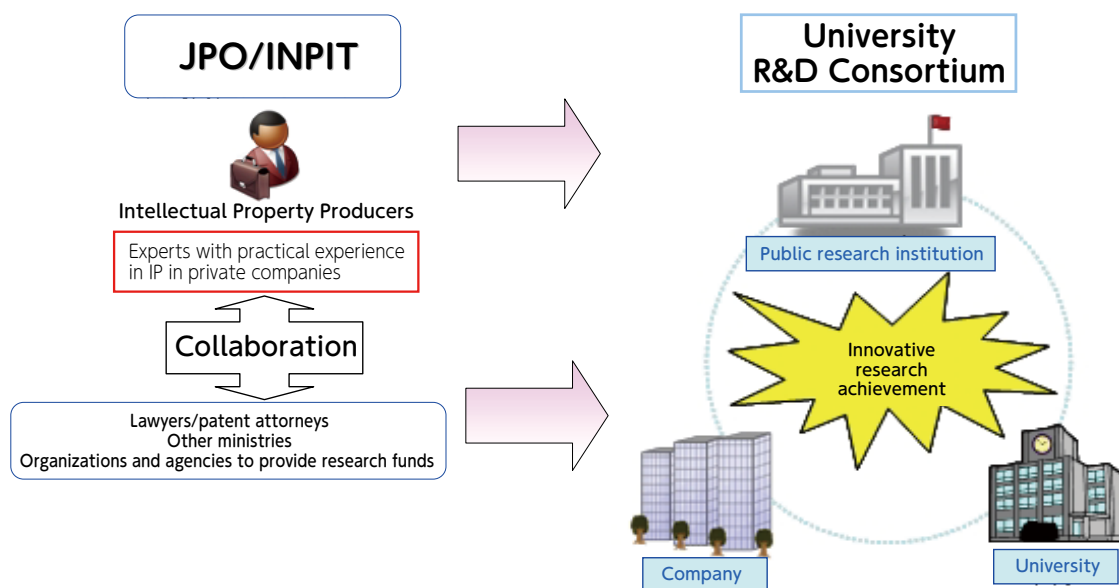 JPO/INPIT
Intellectual Property Producers
Experts with practical experience
in IP in private companies
Collaboration
Lawyers/patent attorneys
Other ministries
Organizations and agencies to provide research funds
University
R&D Consortium
Public research institution
Innovative
research
achievement
Company
University